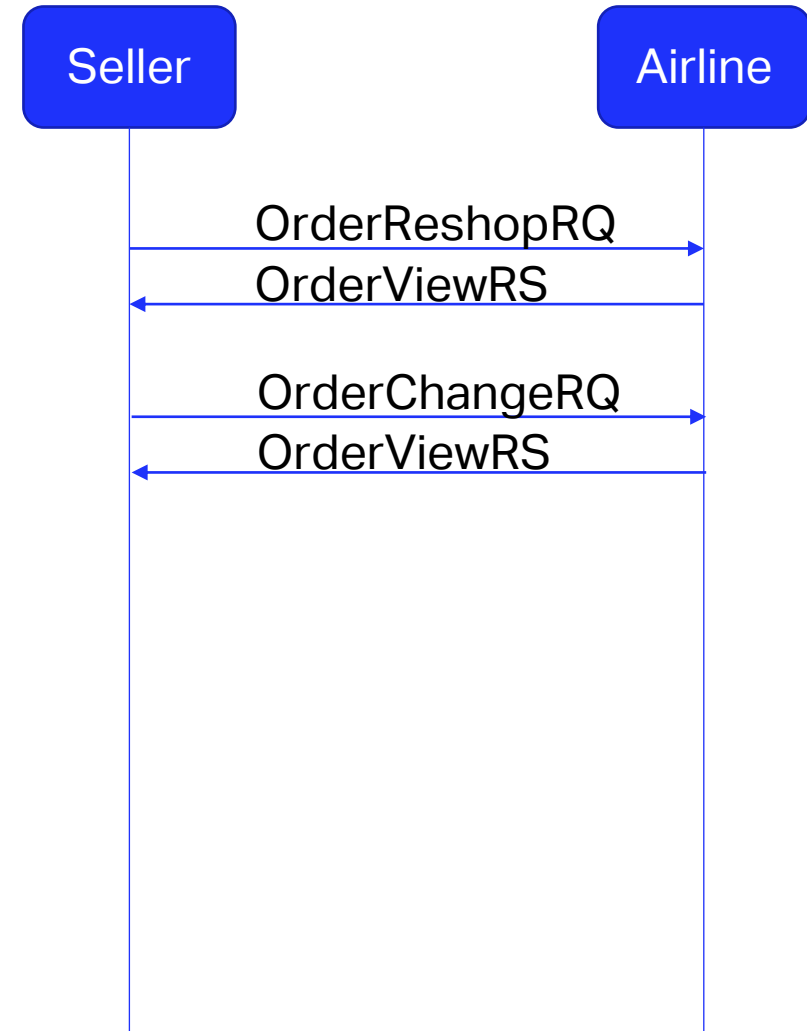 Seller
Airline
OrderReshopRQ
OrderViewRS
OrderChangeRQ
OrderViewRS